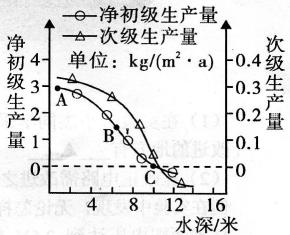 净初级生产量
次级生产量
单位：kg/(m²·a)
净初级生产量
4
3
2
1
0
A
B
C
0.4
0.3
0.2
0.1
0
次级生产量
0 4 8 12 16
水深/米